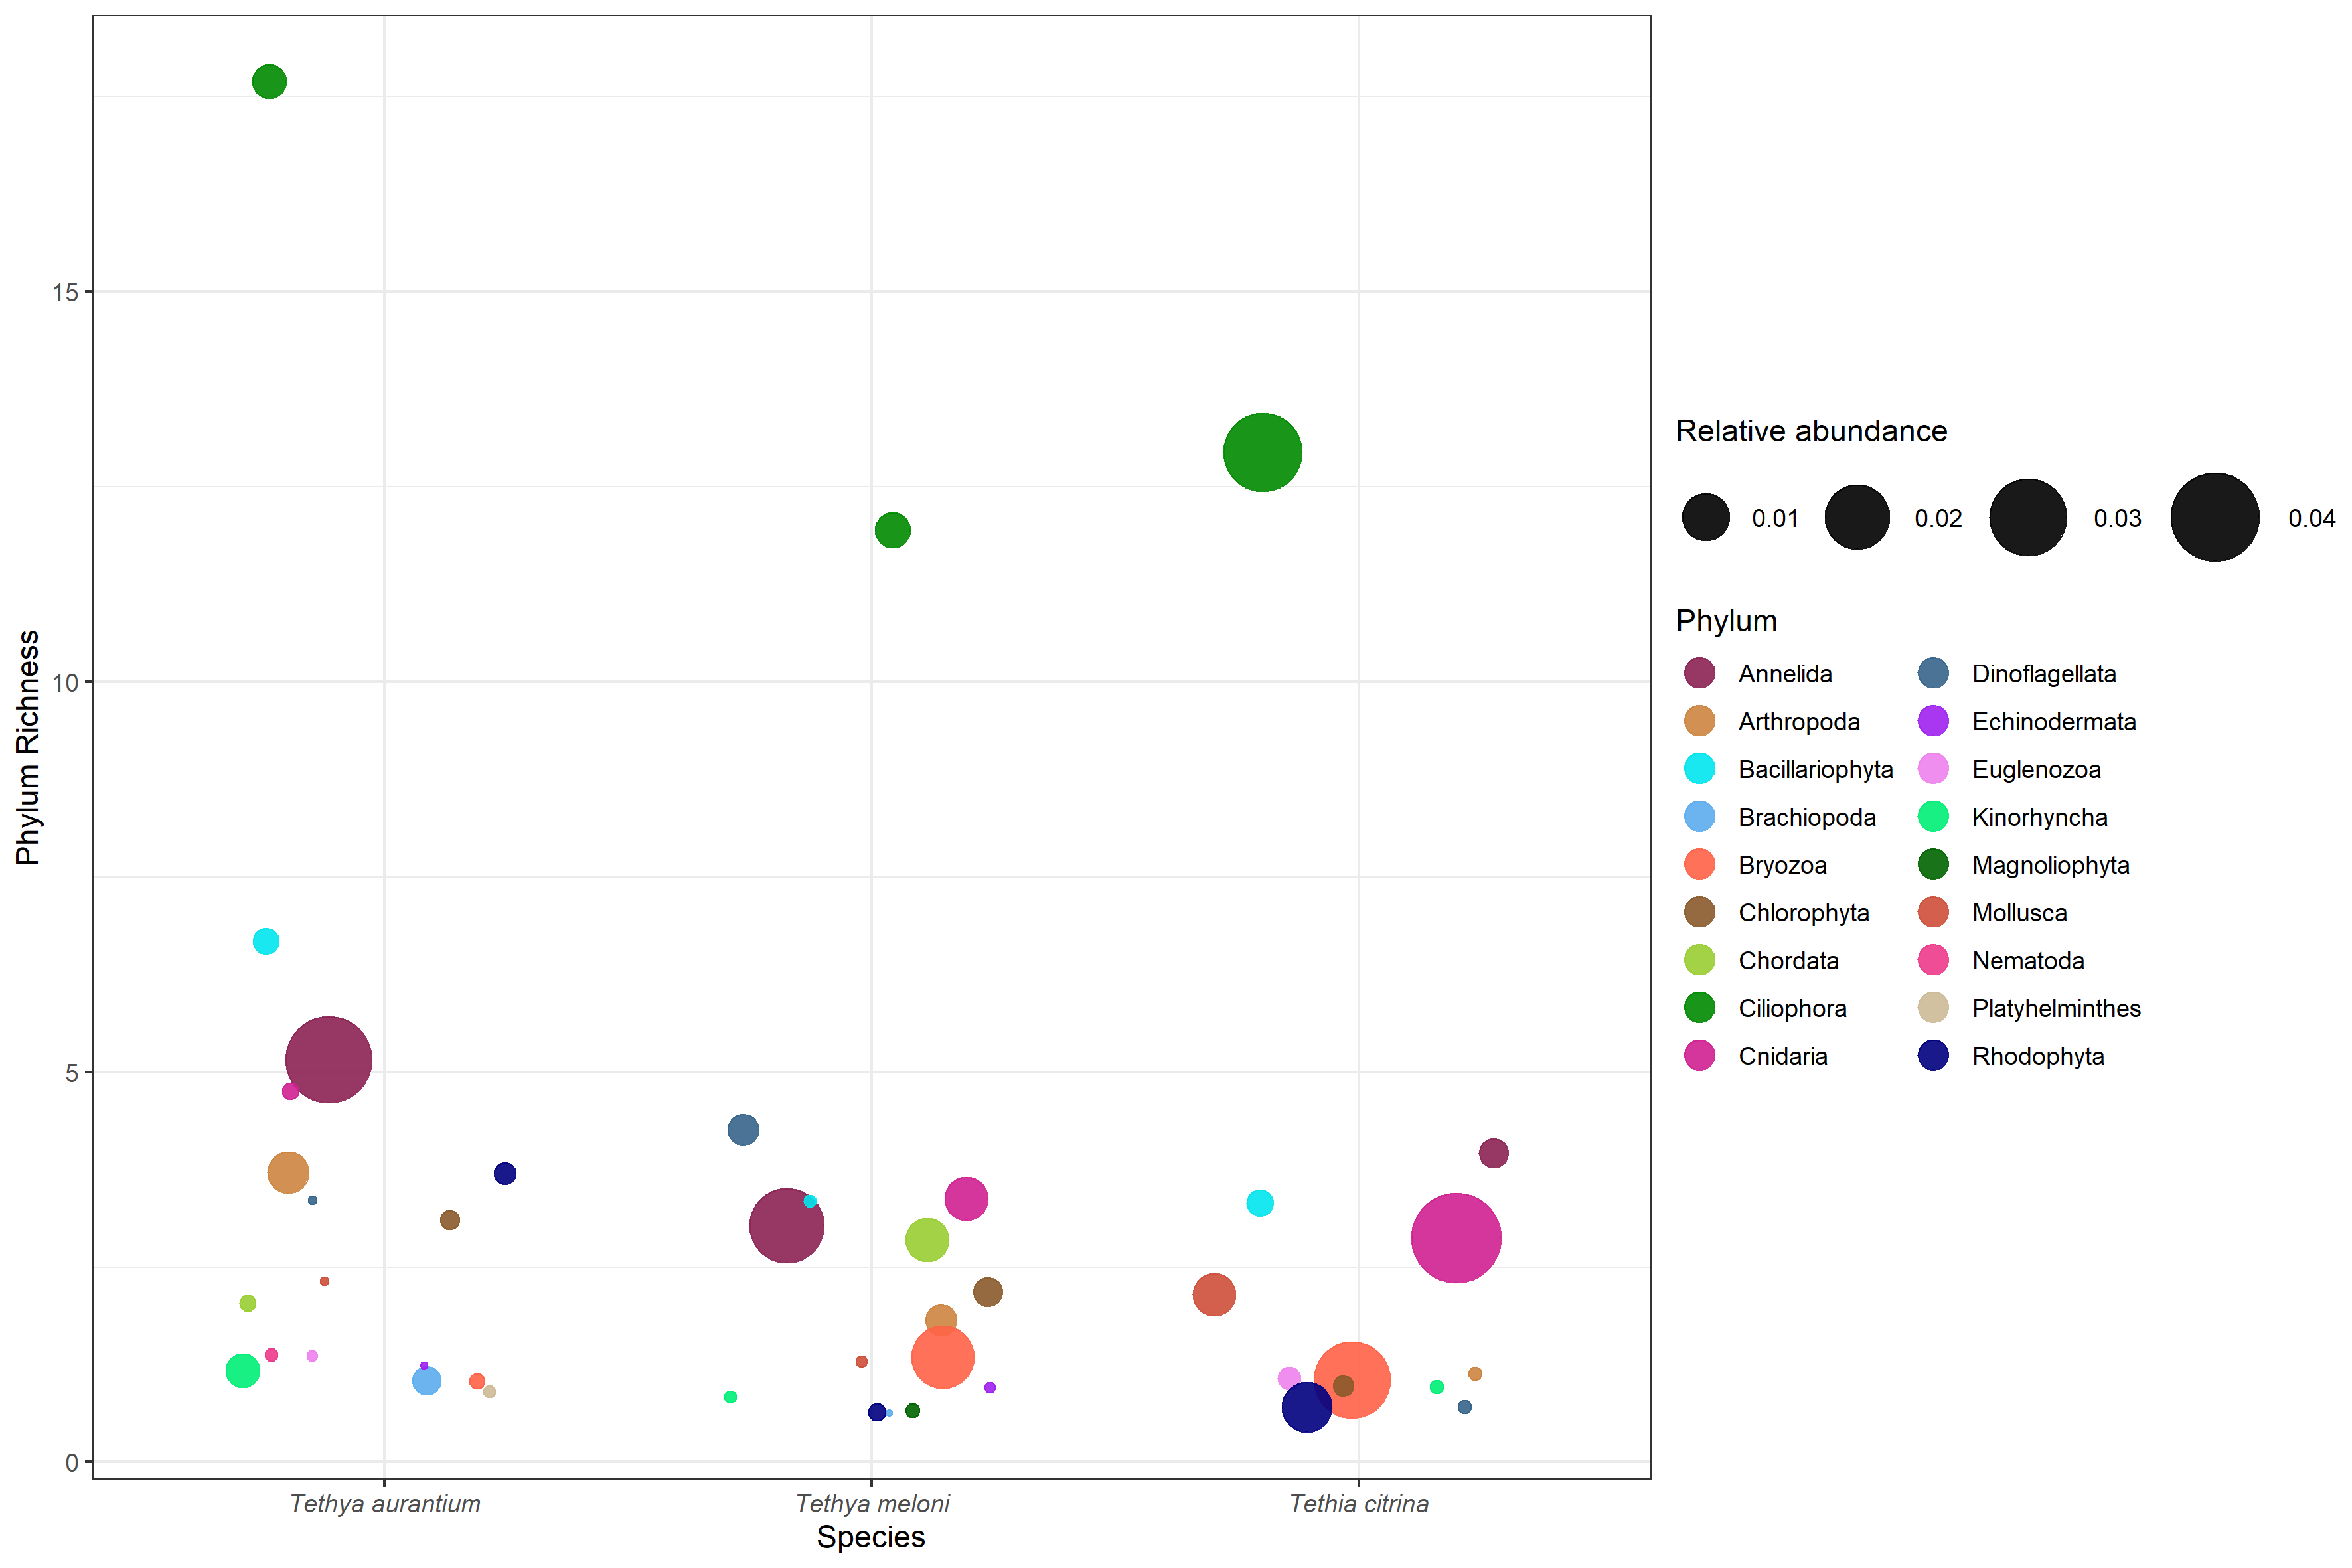 Phylum Richness
15
10
5
0
Tethya aurantium
Tethya meloni
Tethia citrina
Species
Relative abundance
0.01 0.02 0.03 0.04
Phylum
Annelida Dinoflagellata
Arthropoda Echinodermata
Bacillariophyta Euglenozoa
Brachiopoda Kinorhyncha
Bryozoa Magnoliophyta
Chlorophyta Mollusca
Chordata Nematoda
Ciliophora Platyhelminthes
Cnidaria Rhodophyta